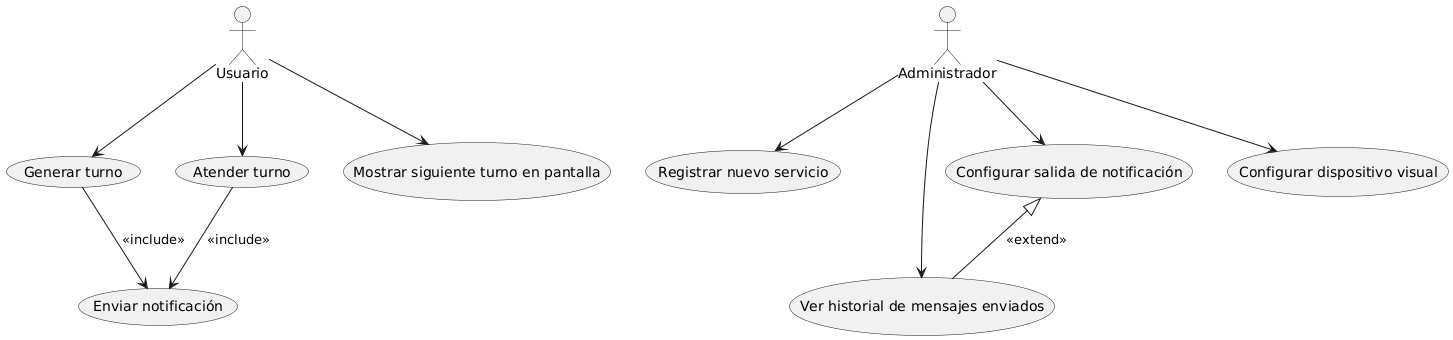 Usuario
Administrador
Generar turno
Atender turno
Mostrar siguiente turno en pantalla
Registrar nuevo servicio
Configurar salida de notificación
Configurar dispositivo visual
«include»
«include»
«extend»
Enviar notificación
Ver historial de mensajes enviados